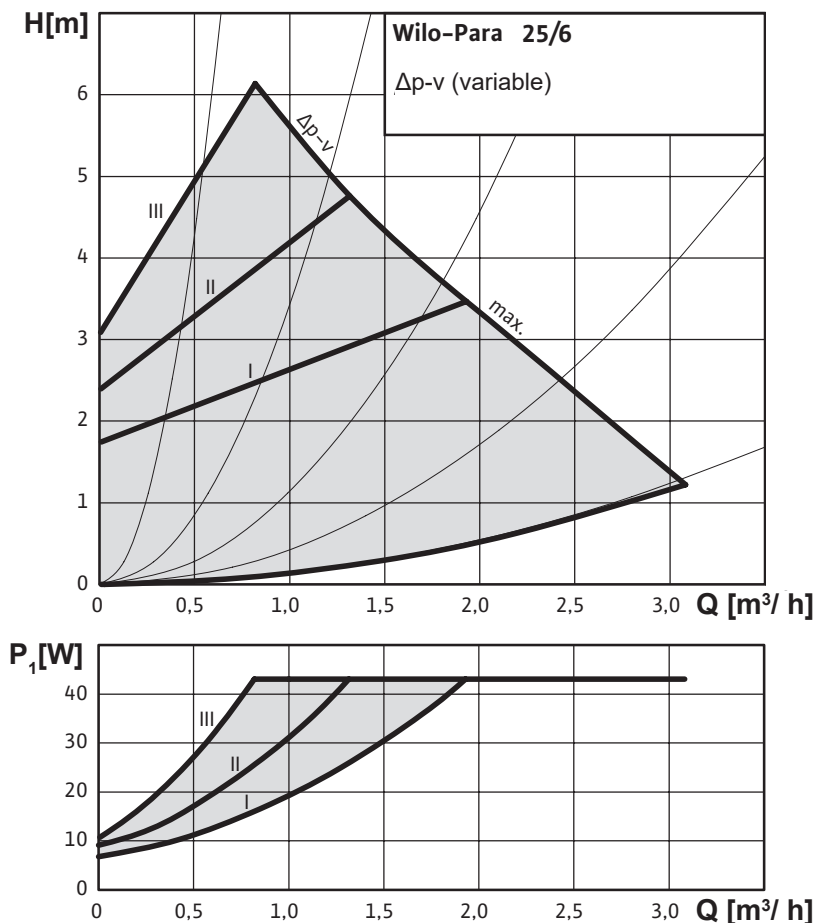 H[m]
Wilo-Para 25/6
Δp-v (variable)
6
5
4
3
2
1
0
Δp-v
max.
III
II
I
0
0,5
1,0
1,5
2,0
2,5
3,0
Q [m³/ h]
P₁[W]
40
30
20
10
0
III
II
I
0
0,5
1,0
1,5
2,0
2,5
3,0
Q [m³/ h]